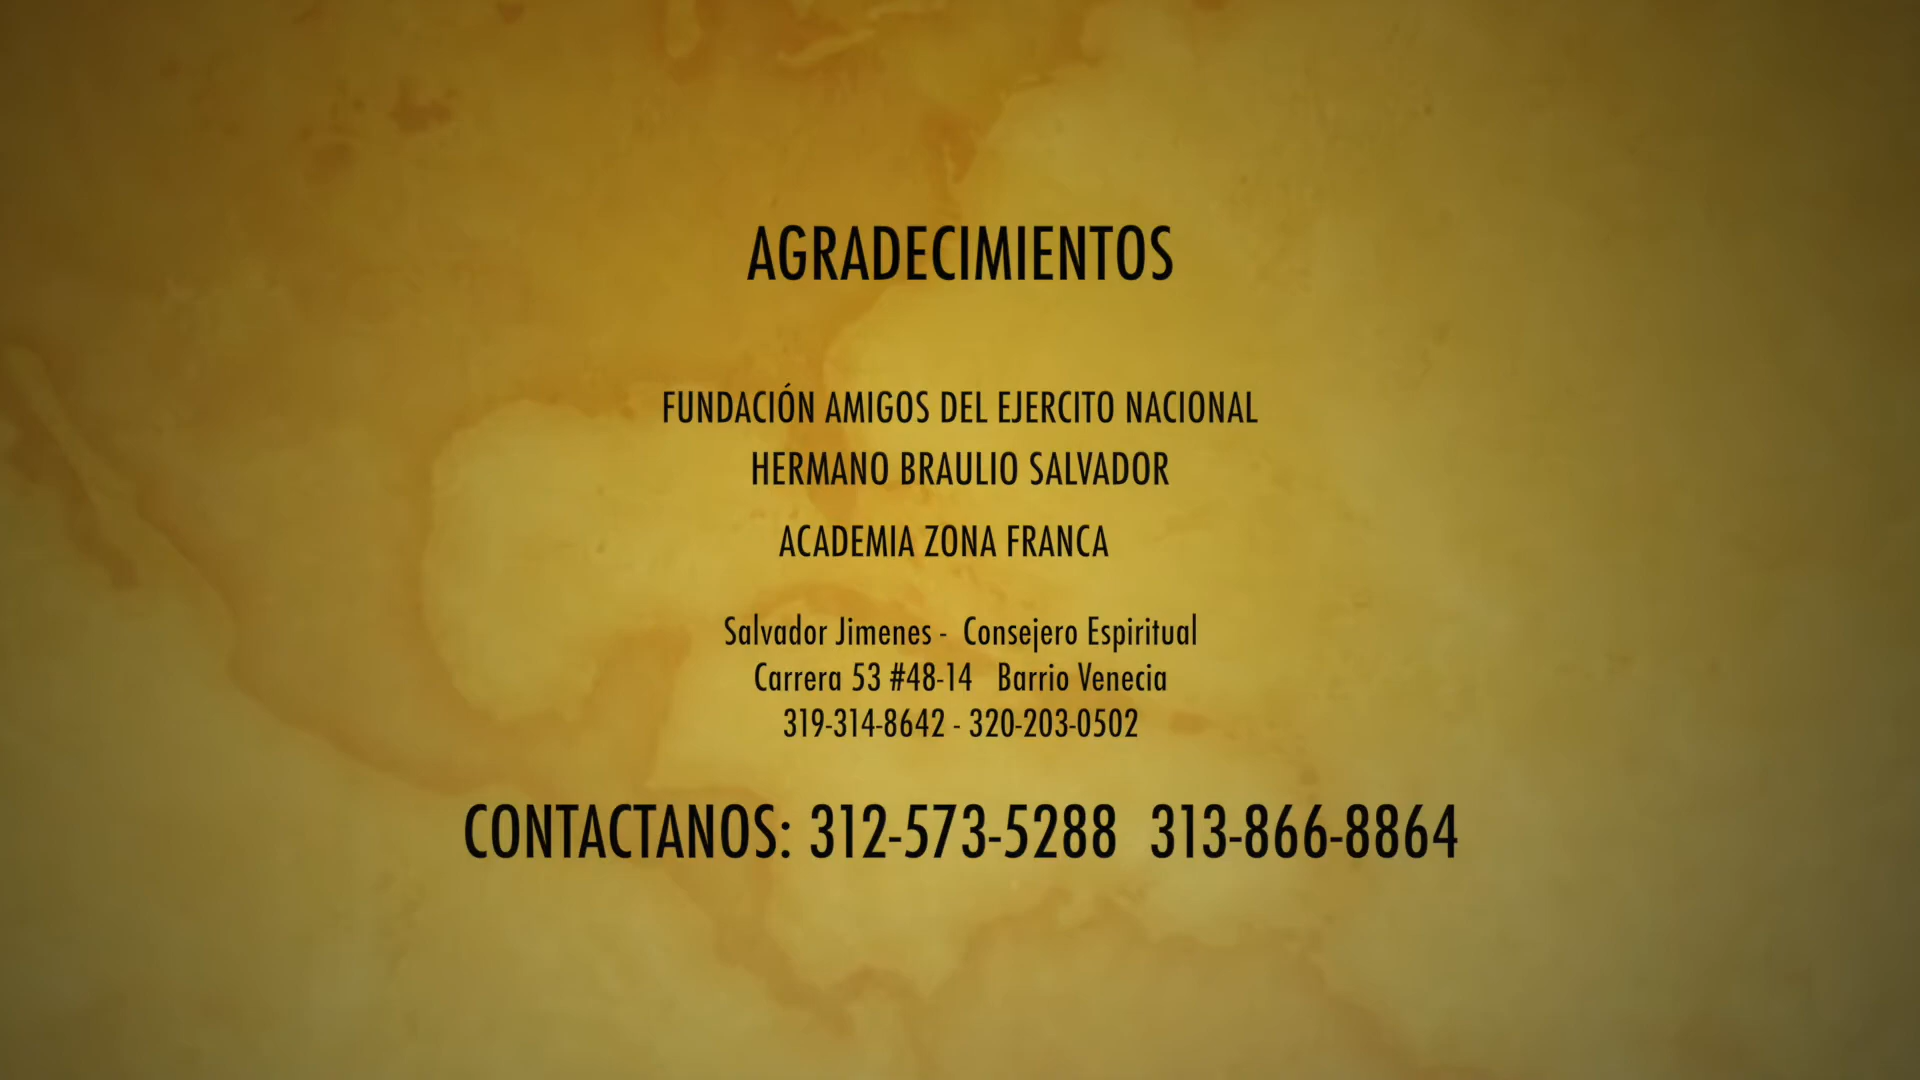 AGRADECIMIENTOS
FUNDACIÓN AMIGOS DEL EJERCITO NACIONAL
HERMANO BRAULIO SALVADOR
ACADEMIA ZONA FRANCA
Salvador Jimenes - Consejero Espiritual
Carrera 53 #48-14 Barrio Venecia
319-314-8642 - 320-203-0502
CONTACTANOS: 312-573-5288 313-866-8864